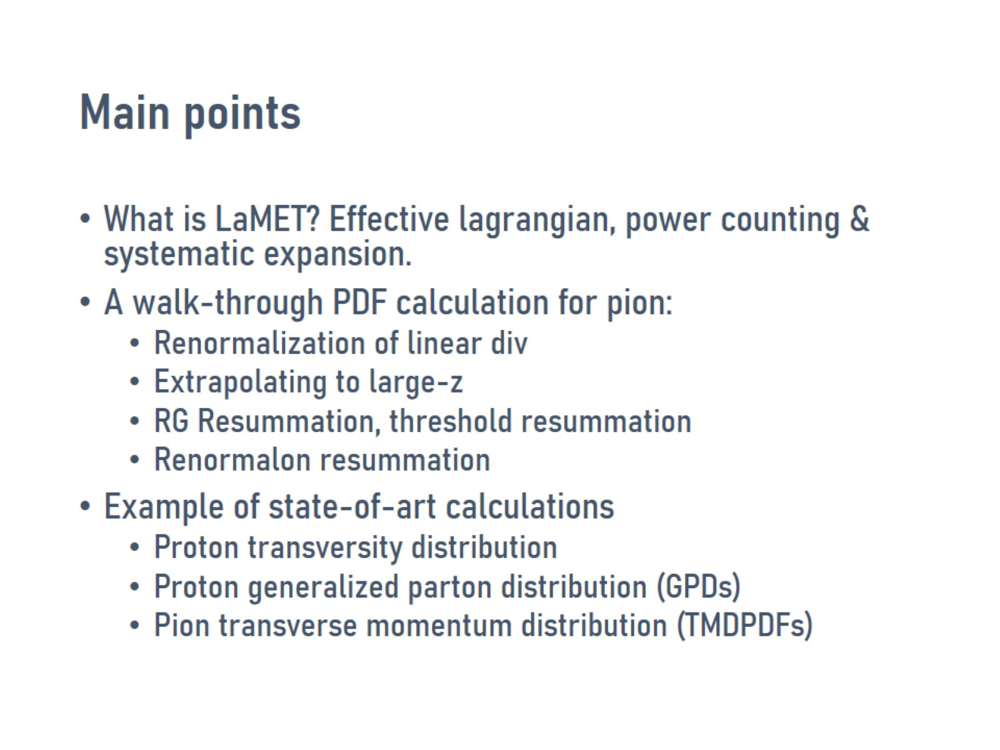 Main points
• What is LaMET? Effective lagrangian, power counting &
systematic expansion.
• A walk-through PDF calculation for pion:
• Renormalization of linear div
• Extrapolating to large-z
• RG Resummation, threshold resummation
• Renormalon resummation
• Example of state-of-art calculations
• Proton transversity distribution
• Proton generalized parton distribution (GPDs)
• Pion transverse momentum distribution (TMDPDFs)